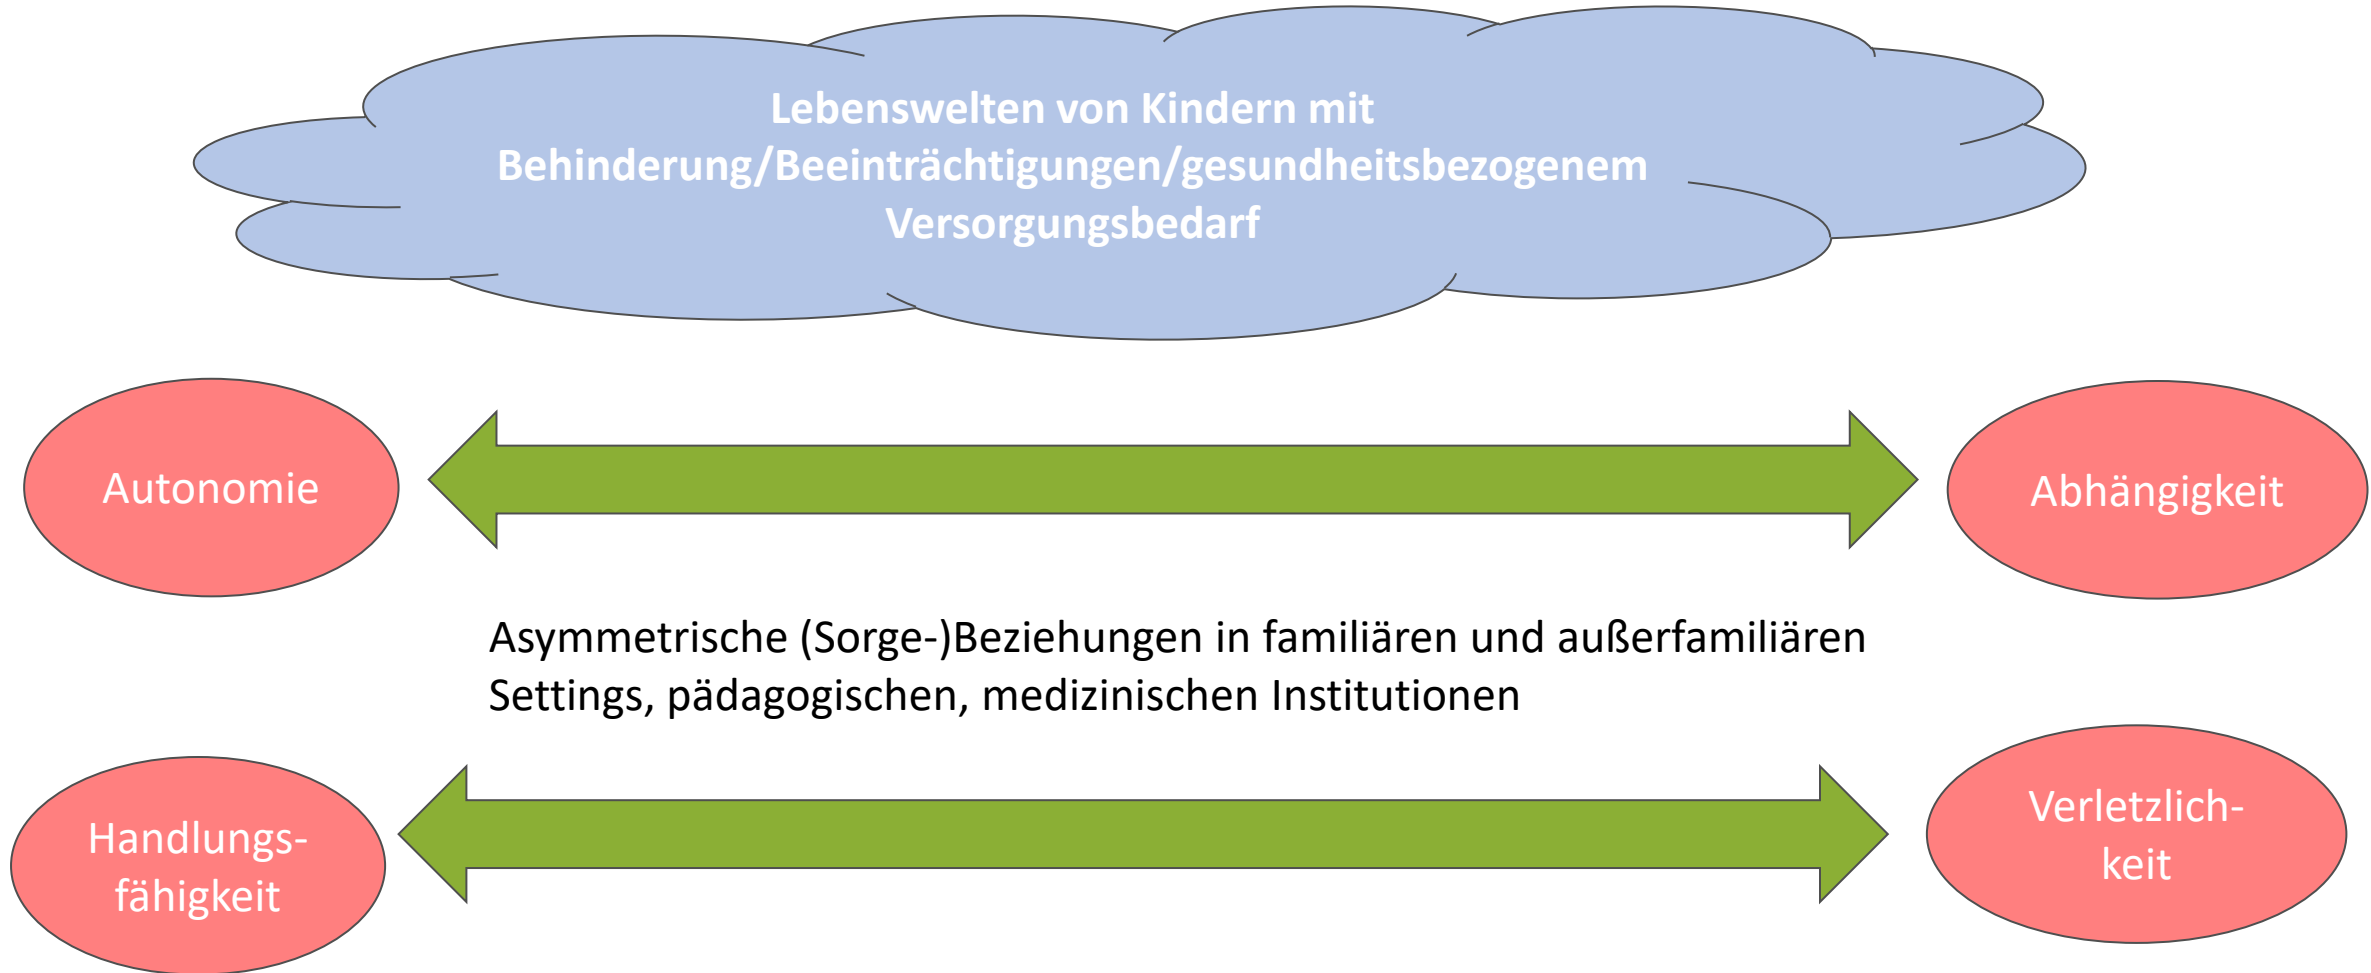 Lebenswelten von Kindern mit
Behinderung/Beeinträchtigungen/gesundheitsbezogenem
Versorgungsbedarf
Autonomie
Abhängigkeit
Asymmetrische (Sorge-)Beziehungen in familiären und außerfamiliären
Settings, pädagogischen, medizinischen Institutionen
Handlungs-
fähigkeit
Verletzlich-
keit